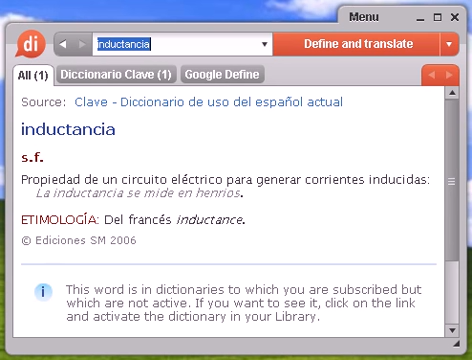 Menu
di
inductancia
Define and translate
All (1)
Diccionario Clave (1)
Google Define
Source: Clave - Diccionario de uso del español actual
inductancia
s.f.
Propiedad de un circuito eléctrico para generar corrientes inducidas:
La inductancia se mide en henrios.
ETIMOLOGÍA: Del francés inductance.
© Ediciones SM 2006
i
This word is in dictionaries to which you are subscribed but
which are not active. If you want to see it, click on the link
and activate the dictionary in your Library.